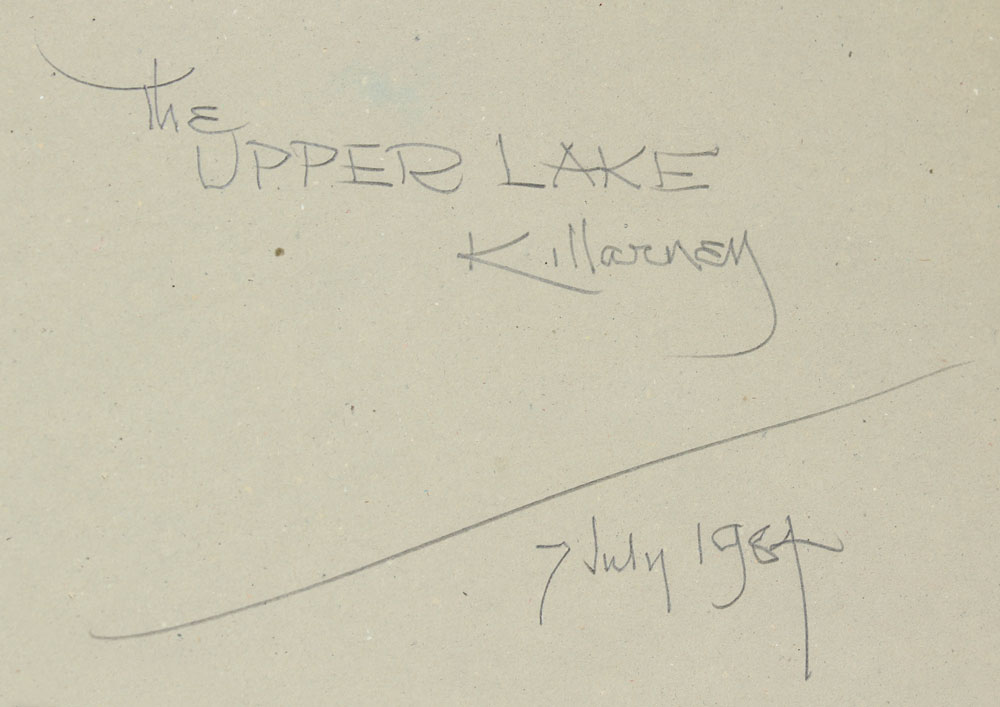 The
UPPER LAKE
Killarney
7 July 1984